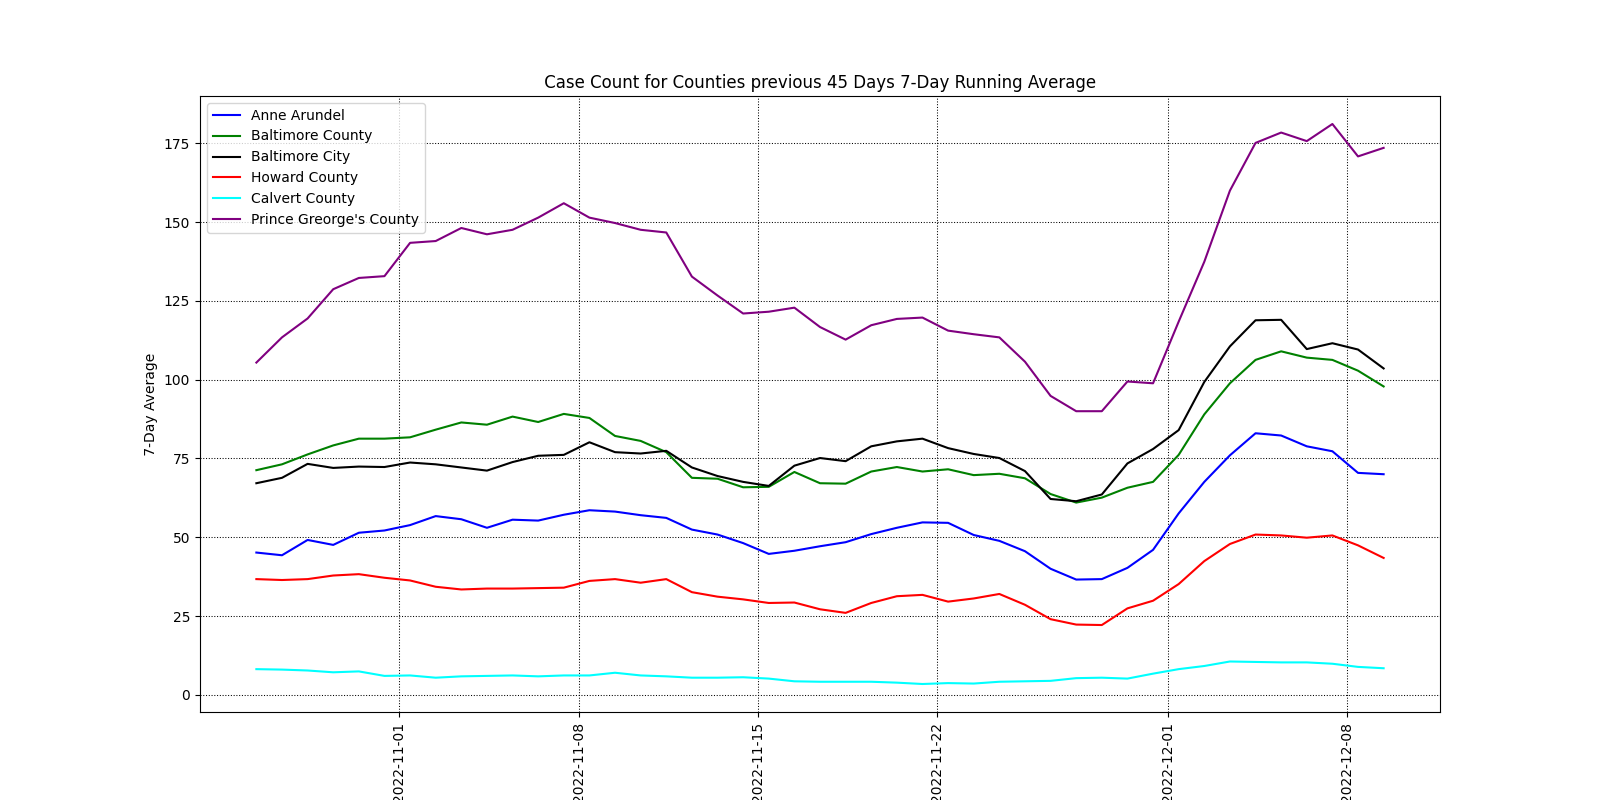 Case Count for Counties previous 45 Days 7-Day Running Average
Anne Arundel
Baltimore County
Baltimore City
Howard County
Calvert County
Prince Greorge's County
7-Day Average
175
150
125
100
75
50
25
0
2022-11-01
2022-11-08
2022-11-15
2022-11-22
2022-12-01
2022-12-08